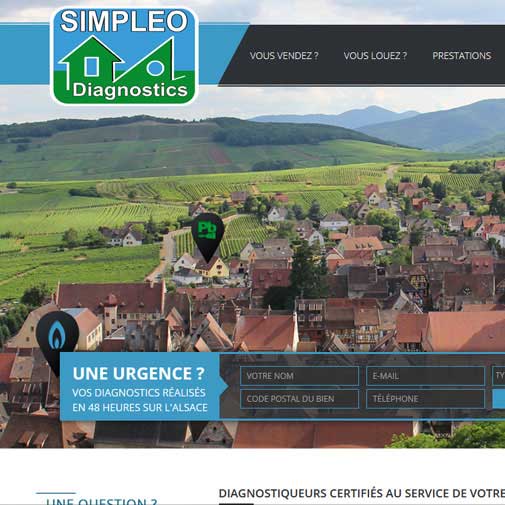 SIMPLEO
Diagnostics
VOUS VENDEZ ? VOUS LOUEZ ? PRESTATIONS
Pb
UNE URGENCE ?
VOS DIAGNOSTICS RÉALISÉS
EN 48 HEURES SUR L'ALSACE
VOTRE NOM E-MAIL TY
CODE POSTAL DU BIEN TÉLÉPHONE
DIAGNOSTIQUEURS CERTIFIÉS AU SERVICE DE VOTRE
UNE QUESTION ?